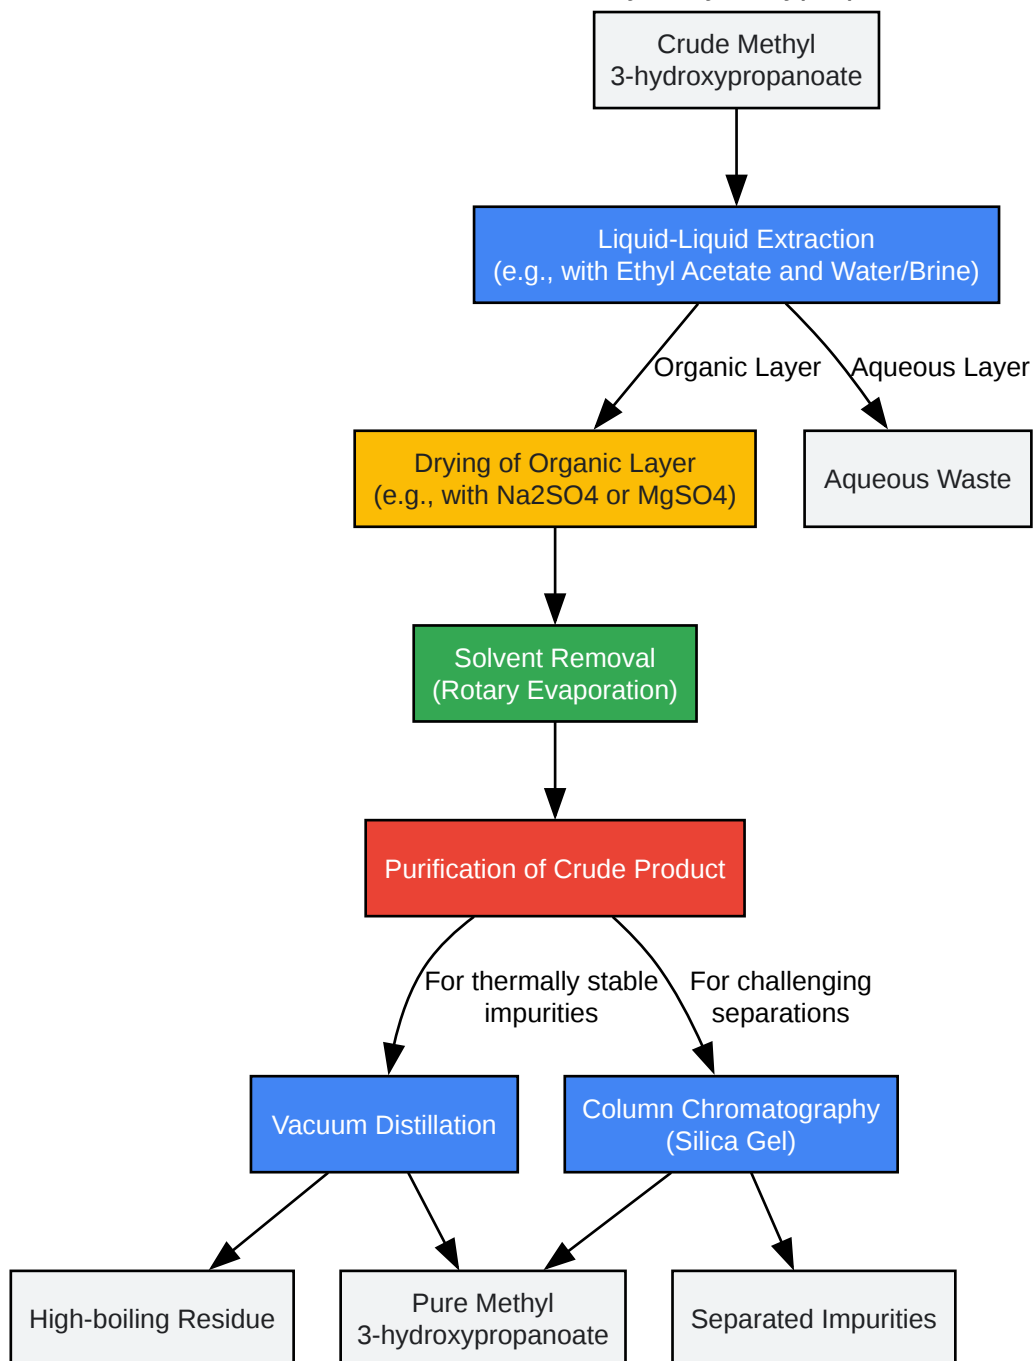 Crude Methyl
3-hydroxypropanoate
Liquid-Liquid Extraction
(e.g., with Ethyl Acetate and Water/Brine)
Organic Layer
Aqueous Layer
Drying of Organic Layer
(e.g., with Na2SO4 or MgSO4)
Aqueous Waste
Solvent Removal
(Rotary Evaporation)
Purification of Crude Product
For thermally stable
impurities
For challenging
separations
Vacuum Distillation
Column Chromatography
(Silica Gel)
High-boiling Residue
Pure Methyl
3-hydroxypropanoate
Separated Impurities